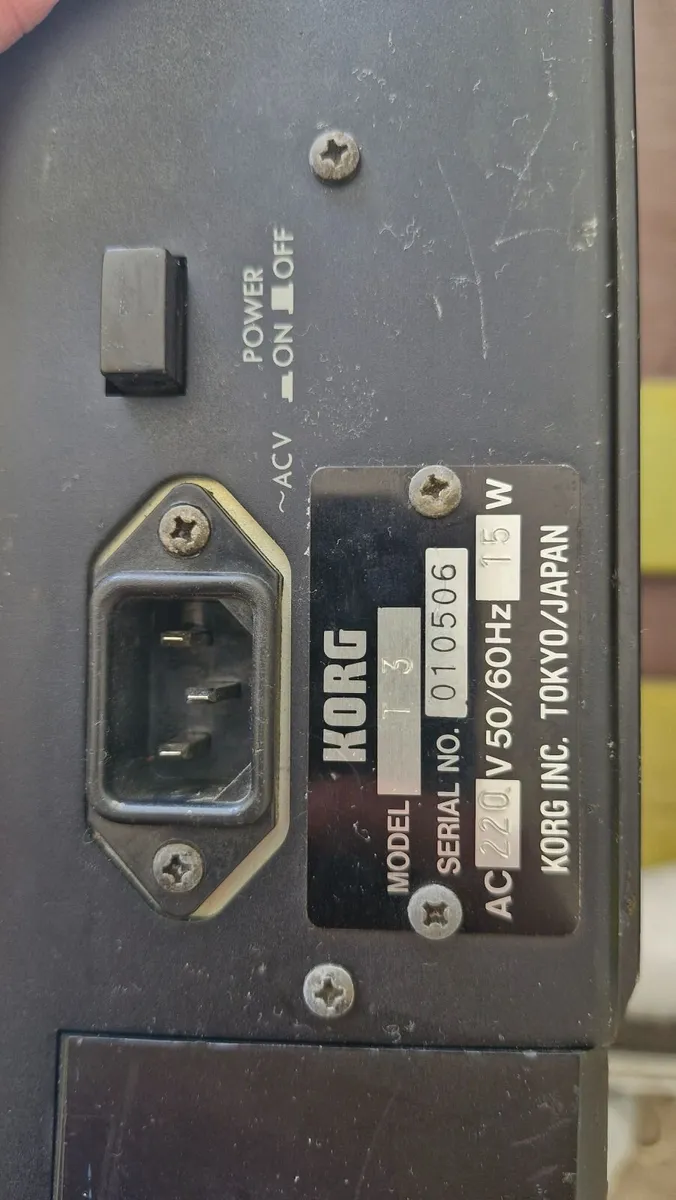 POWER
ON OFF
~ACV
KORG
MODEL T3
SERIAL NO. 010506
AC 220 V 50/60Hz 15 W
KORG INC. TOKYO/JAPAN